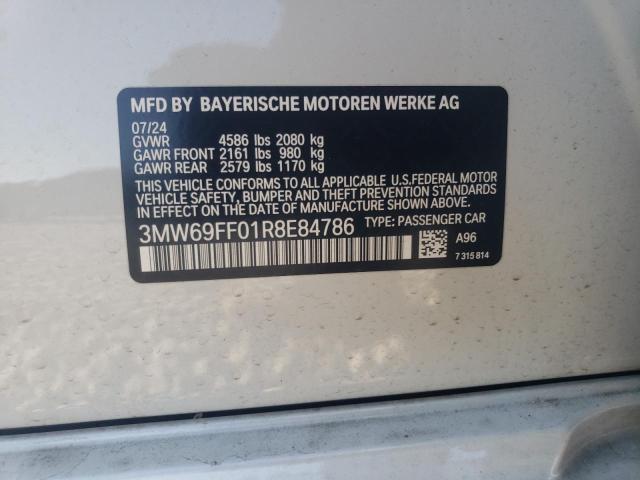 MFD BY BAYERISCHE MOTOREN WERKE AG
07/24
GVWR 4586 lbs 2080 kg
GAWR FRONT 2161 lbs 980 kg
GAWR REAR 2579 lbs 1170 kg
THIS VEHICLE CONFORMS TO ALL APPLICABLE U.S.FEDERAL MOTOR
VEHICLE SAFETY, BUMPER, AND THEFT PREVENTION STANDARDS
IN EFFECT ON THE DATE OF MANUFACTURE SHOWN ABOVE.
3MW69FF01R8E84786 TYPE: PASSENGER CAR
A96
7 315 814